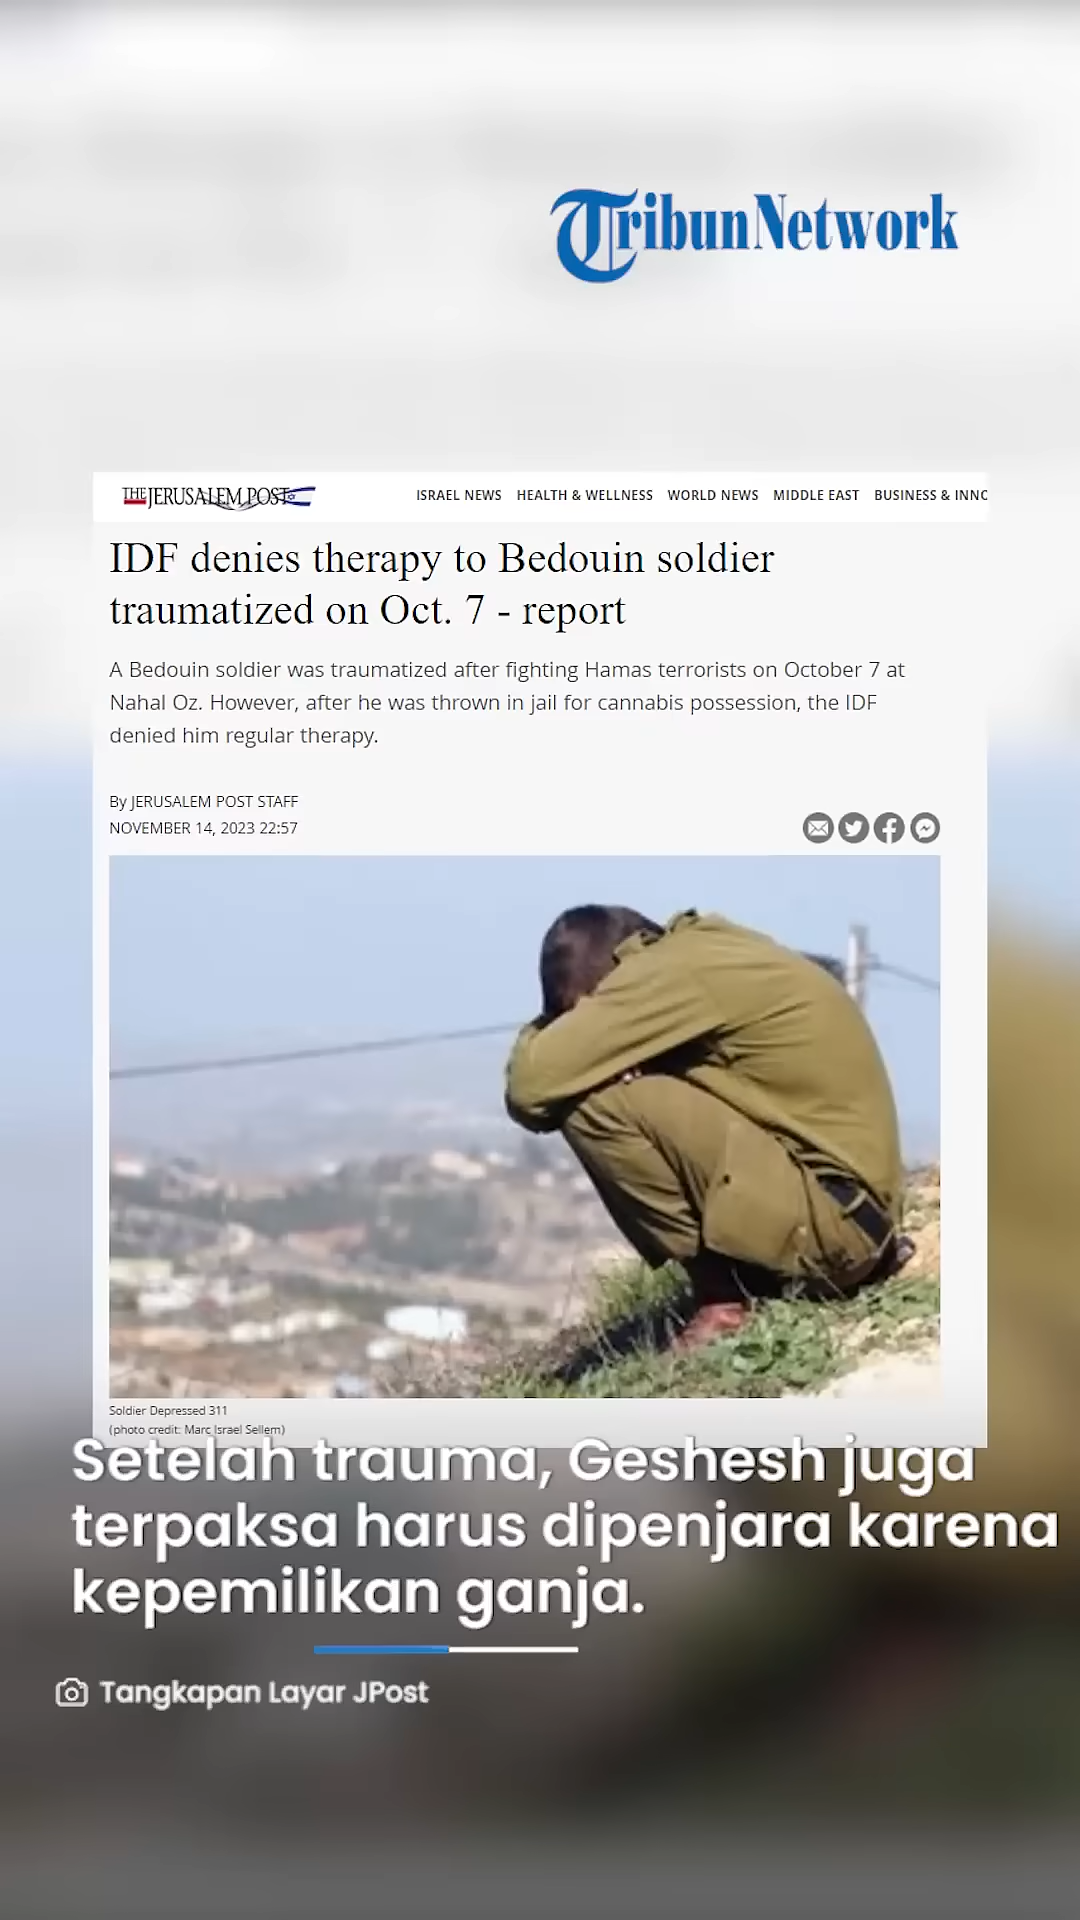 TribunNetwork
THE JERUSALEM POST
ISRAEL NEWS HEALTH & WELLNESS WORLD NEWS MIDDLE EAST BUSINESS & INNO
IDF denies therapy to Bedouin soldier
traumatized on Oct. 7 - report
A Bedouin soldier was traumatized after fighting Hamas terrorists on October 7 at
Nahal Oz. However, after he was thrown in jail for cannabis possession, the IDF
denied him regular therapy.
By JERUSALEM POST STAFF
NOVEMBER 14, 2023 22:57
Soldier Depressed 311
(photo credit: Marc Israel Sellem)
Setelah trauma, Geshesh juga
terpaksa harus dipenjara karena
kepemilikan ganja.
Tangkapan Layar JPost